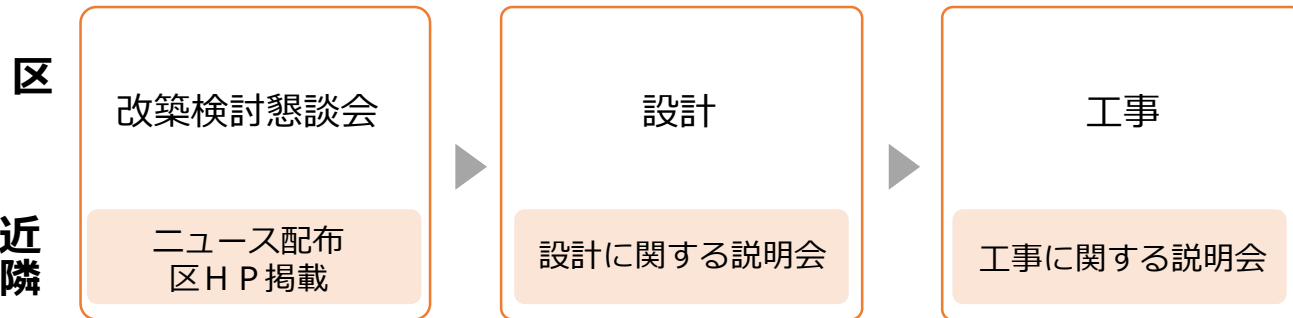 区
改築検討懇談会
設計
工事
近隣
ニュース配布
区ＨＰ掲載
設計に関する説明会
工事に関する説明会